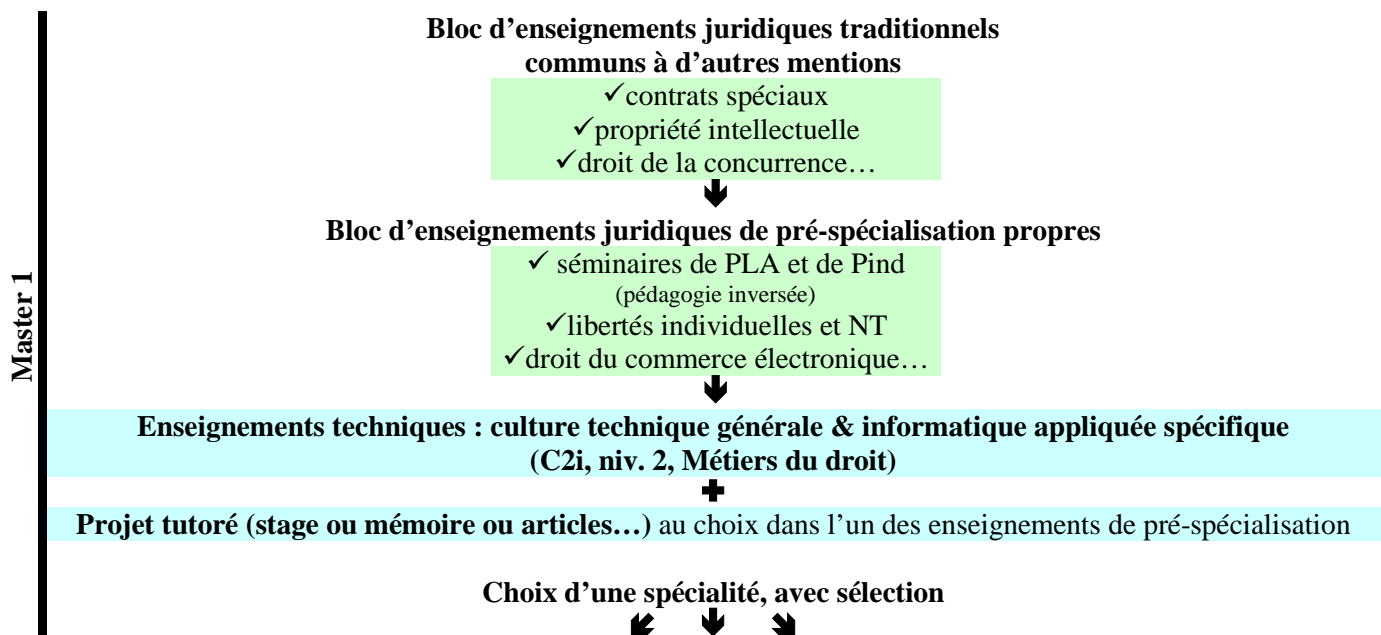 Bloc d’enseignements juridiques traditionnels
communs à d’autres mentions
✓contrats spéciaux
✓propriété intellectuelle
✓droit de la concurrence…
Bloc d’enseignements juridiques de pré-spécialisation propres
✓ séminaires de PLA et de Pind
(pédagogie inversée)
✓libertés individuelles et NT
✓droit du commerce électronique…
Master 1
Enseignements techniques : culture technique générale & informatique appliquée spécifique
(C2i, niv. 2, Métiers du droit)
+
Projet tutoré (stage ou mémoire ou articles…) au choix dans l’un des enseignements de pré-spécialisation
Choix d’une spécialité, avec sélection